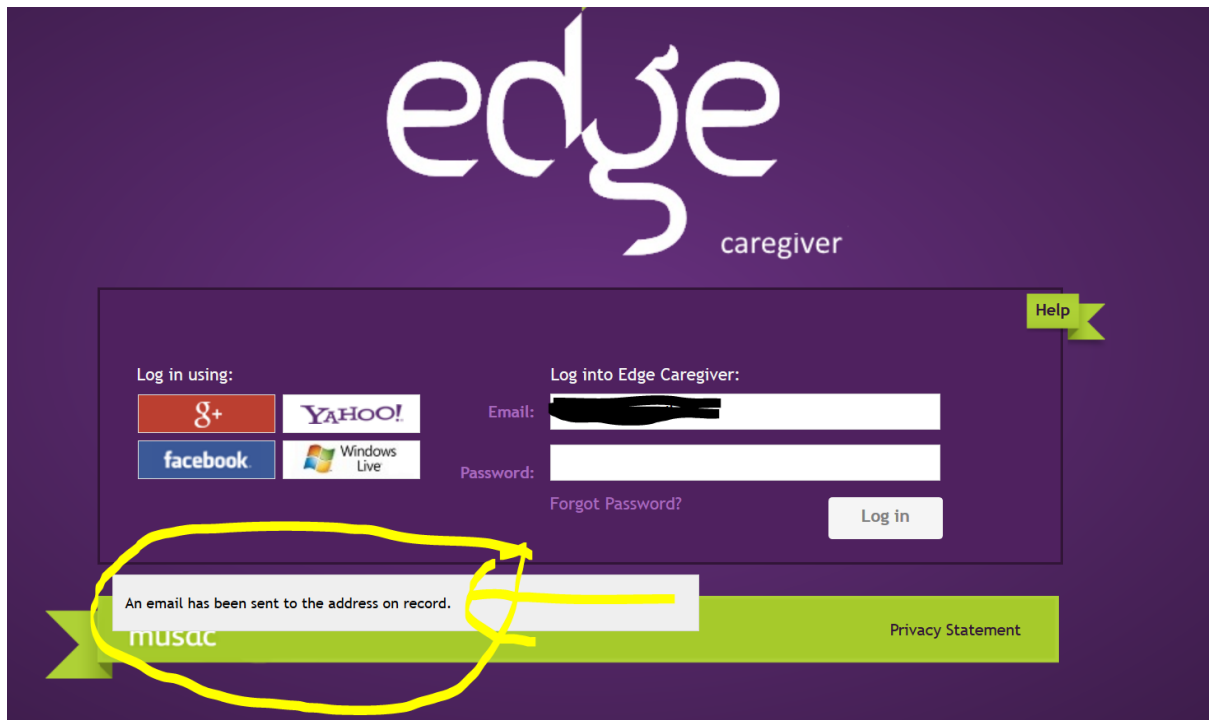 edge
caregiver
Help
Log in using:
g+
YAHOO!
facebook
Windows
Live
Log into Edge Caregiver:
Email:
Password:
Forgot Password?
Log in
An email has been sent to the address on record.
musac
Privacy Statement